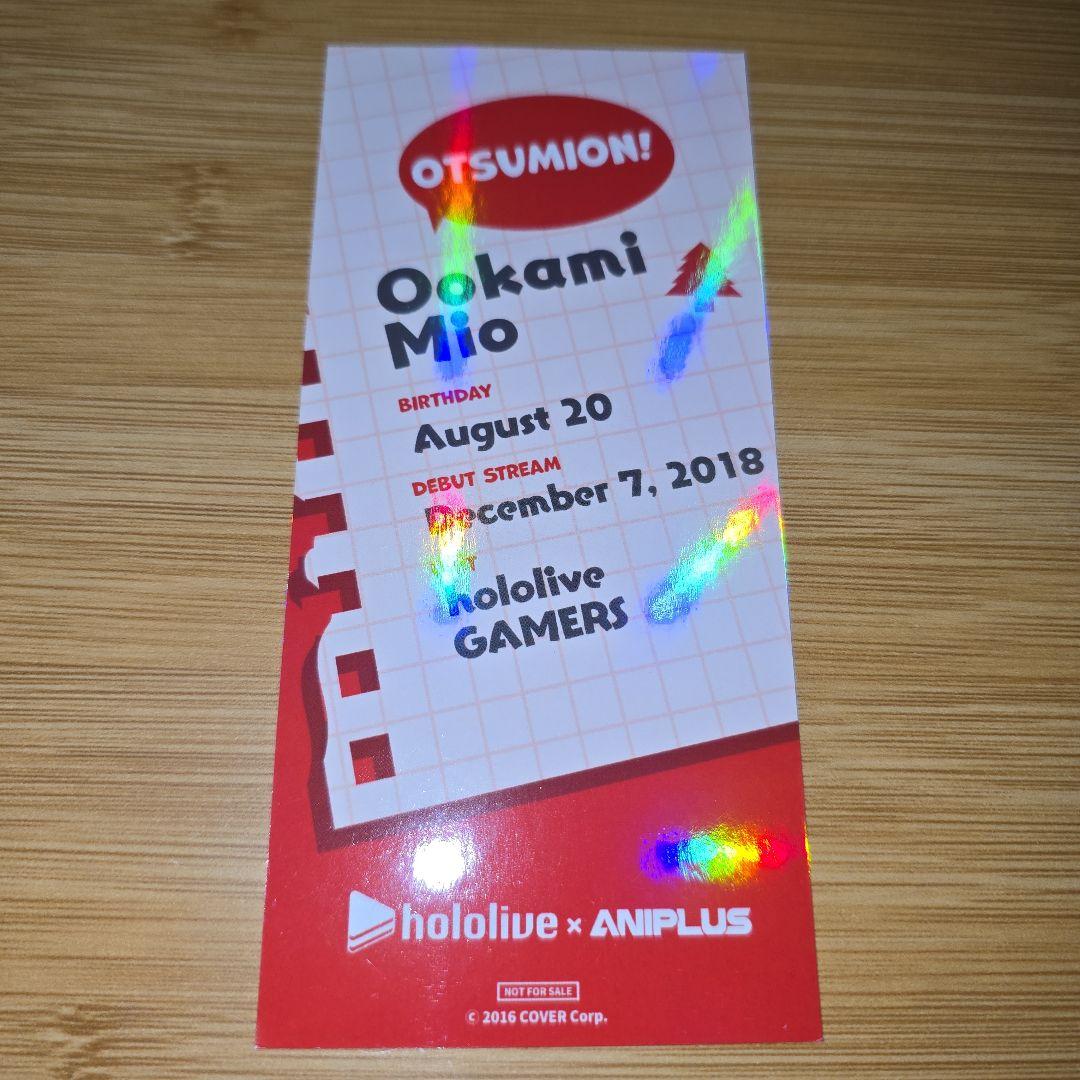 OTSUMION!
Ookami
Mio
BIRTHDAY
August 20
DEBUT STREAM
December 7, 2018
hololive
GAMERS
hololive × ANIPLUS
NOT FOR SALE
© 2016 COVER Corp.